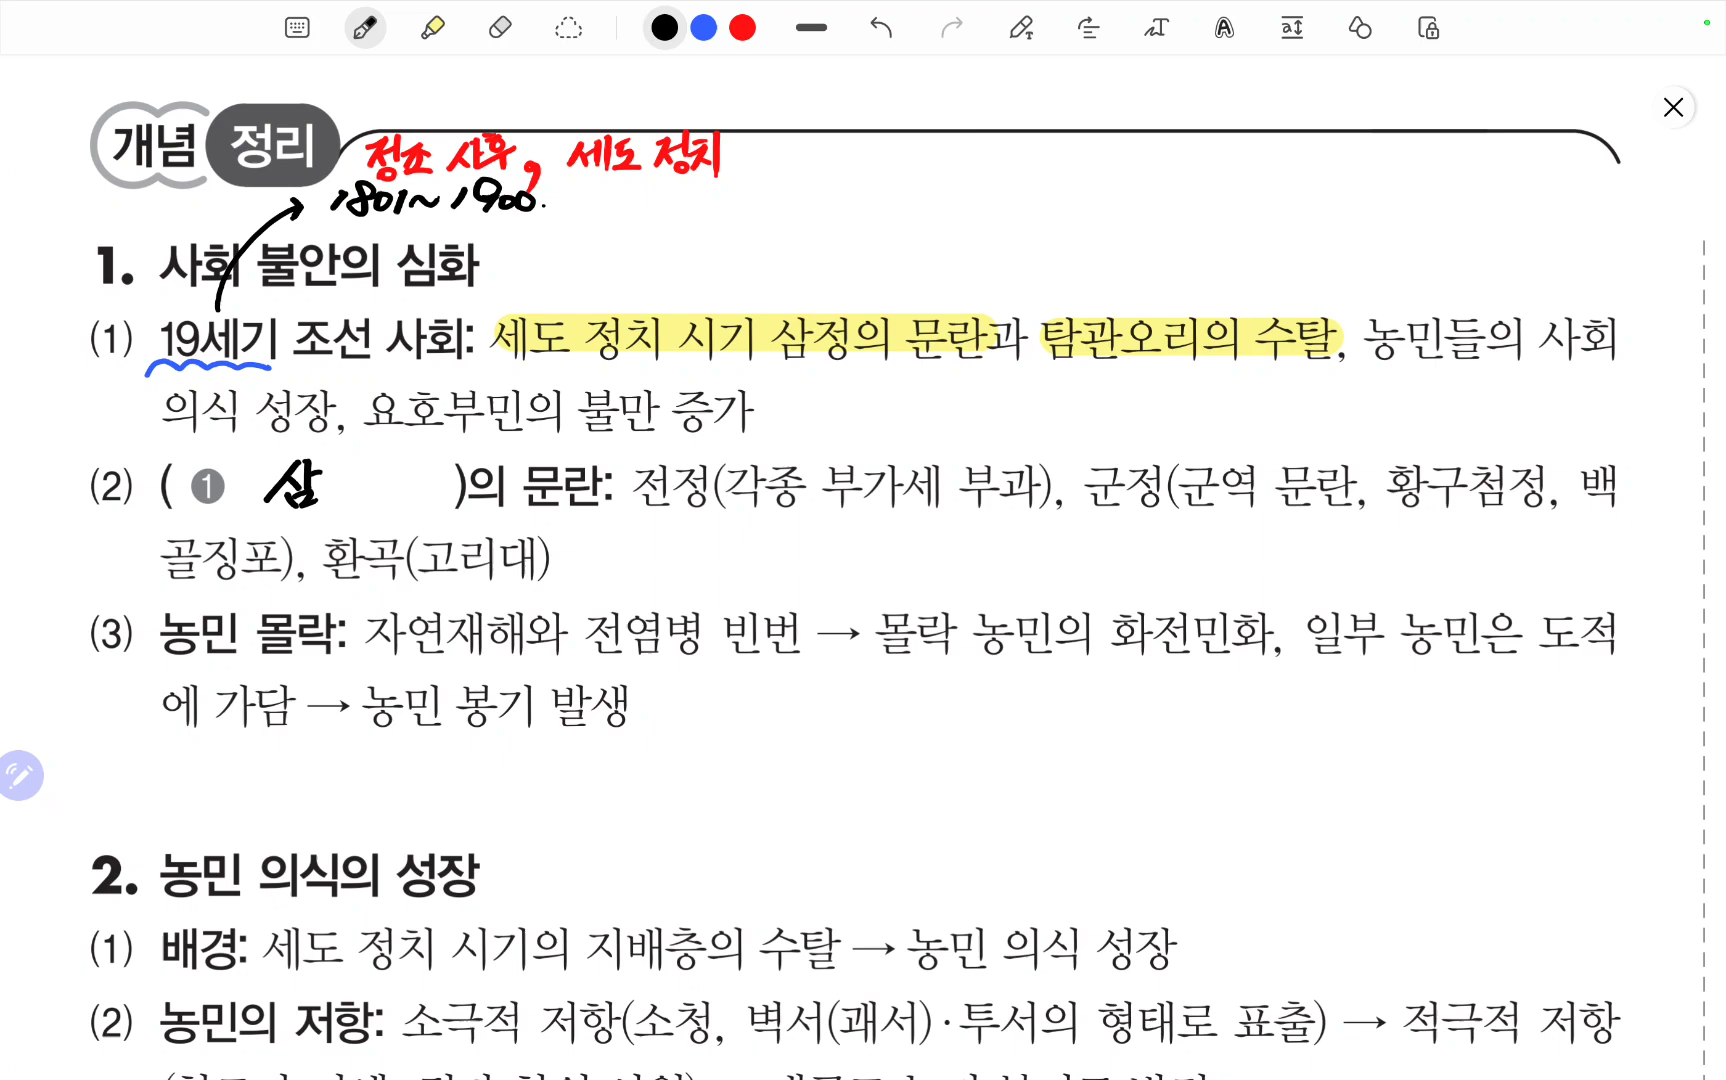 개념 정리 정조 사후, 세도 정치
1801~1900.
1. 사회 불안의 심화
(1) 19세기 조선 사회: 세도 정치 시기 삼정의 문란과 탐관오리의 수탈, 농민들의 사회
의식 성장, 요호부민의 불만 증가
(2) ( 1 삼 )의 문란: 전정(각종 부가세 부과), 군정(군역 문란, 황구첨정, 백
골징포), 환곡(고리대)
(3) 농민 몰락: 자연재해와 전염병 빈번 → 몰락 농민의 화전민화, 일부 농민은 도적
에 가담 → 농민 봉기 발생
2. 농민 의식의 성장
(1) 배경: 세도 정치 시기의 지배층의 수탈 → 농민 의식 성장
(2) 농민의 저항: 소극적 저항(소청, 벽서(괘서)·투서의 형태로 표출) → 적극적 저항